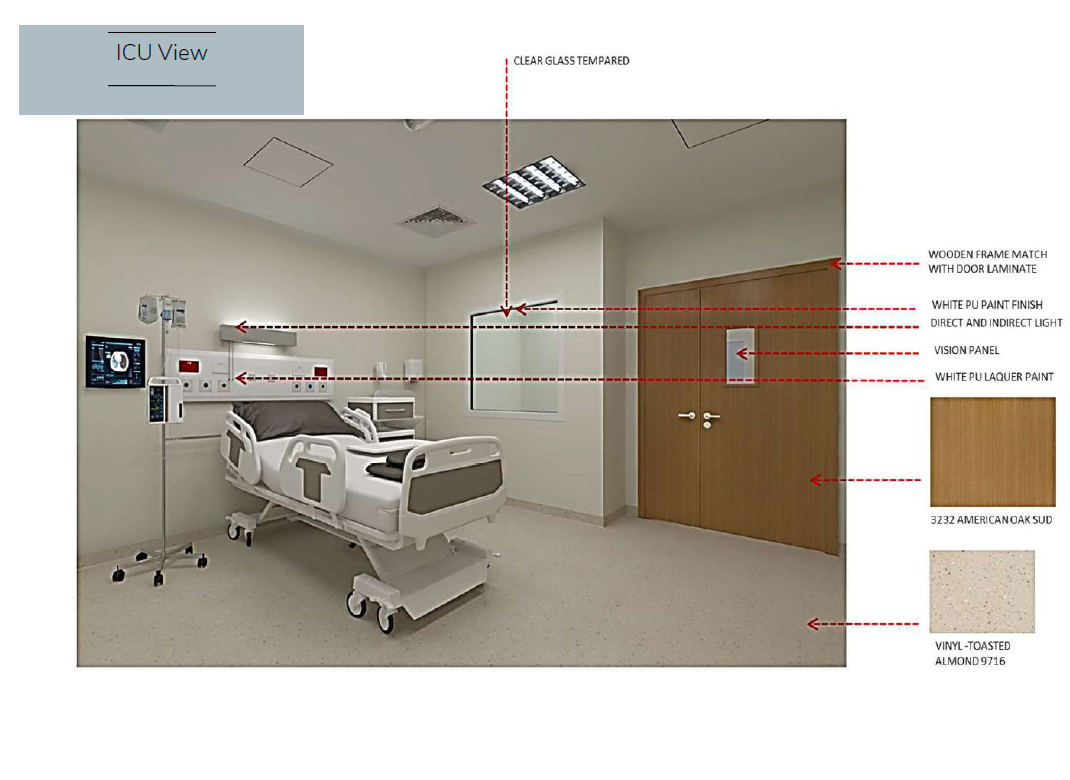 ICU View
CLEAR GLASS TEMPARED
WOODEN FRAME MATCH
WITH DOOR LAMINATE
WHITE PU PAINT FINISH
DIRECT AND INDIRECT LIGHT
VISION PANEL
WHITE PU LAQUER PAINT
3232 AMERICAN OAK SUD
VINYL-TOASTED
ALMOND 9716